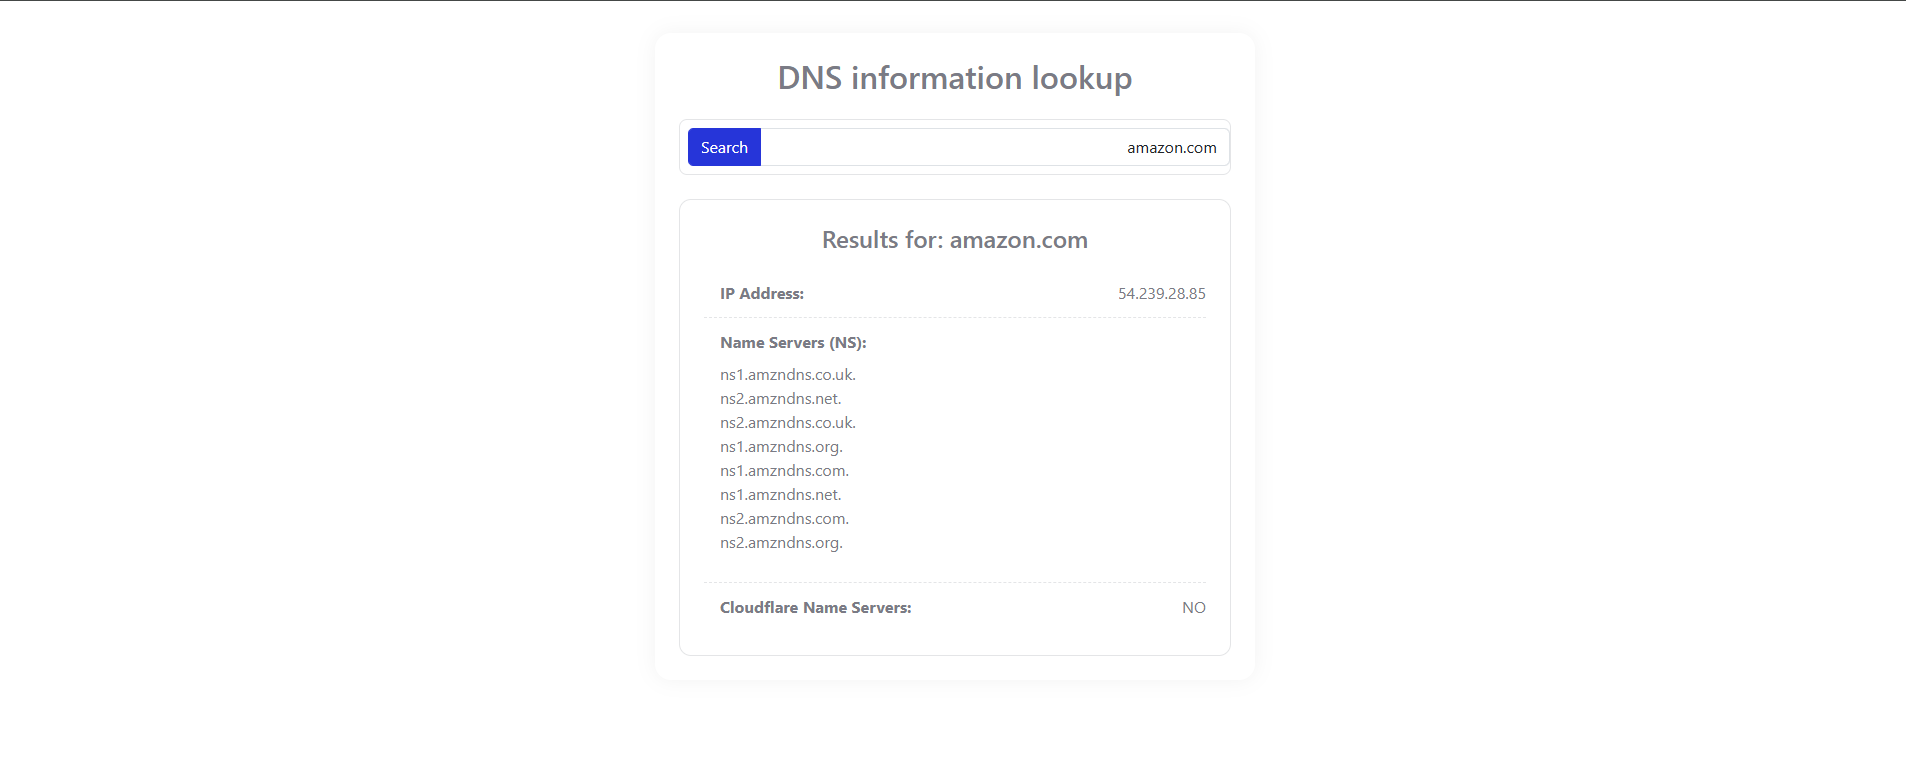 DNS information lookup
Search
amazon.com
Results for: amazon.com
IP Address: 54.239.28.85
Name Servers (NS):
ns1.amzndns.co.uk.
ns2.amzndns.net.
ns2.amzndns.co.uk.
ns1.amzndns.org.
ns1.amzndns.com.
ns1.amzndns.net.
ns2.amzndns.com.
ns2.amzndns.org.
Cloudflare Name Servers: NO